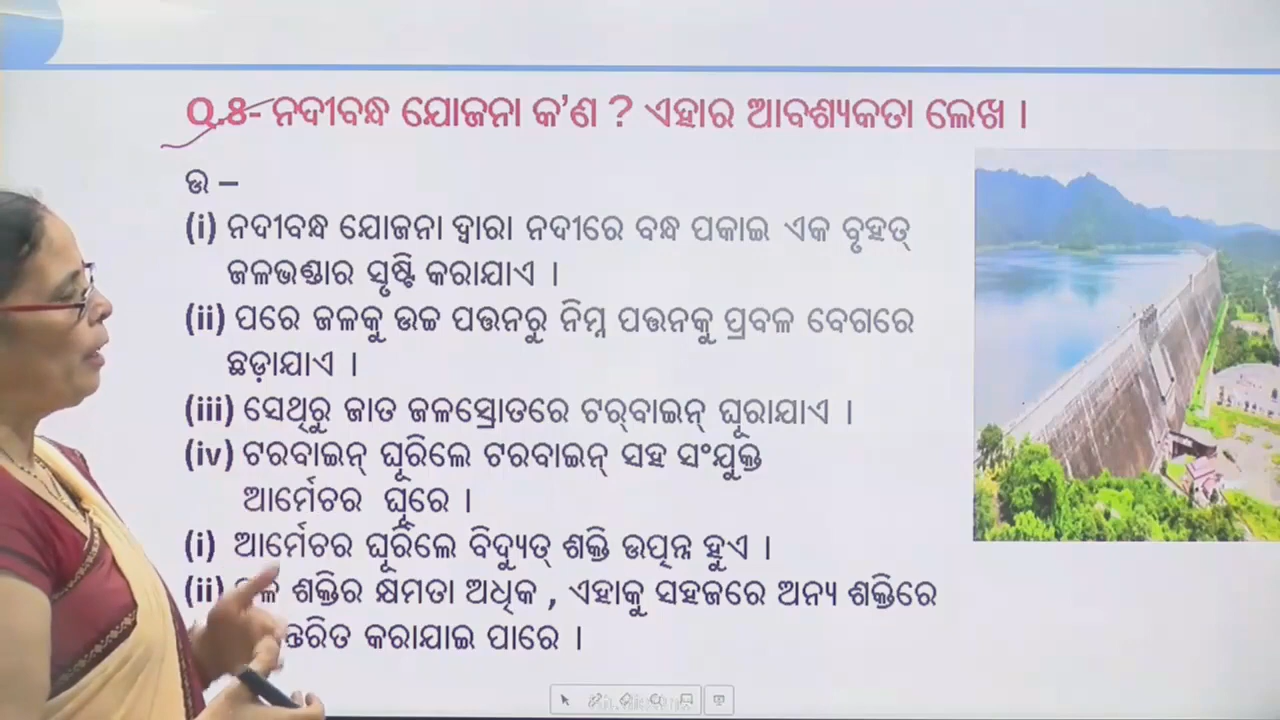 Q.୫- ନଦୀବନ୍ଧ ଯୋଜନା କ'ଣ ? ଏହାର ଆବଶ୍ୟକତା ଲେଖ ।
ଉ –
(i) ନଦୀବନ୍ଧ ଯୋଜନା ଦ୍ୱାରା ନଦୀରେ ବନ୍ଧ ପକାଇ ଏକ ବୃହତ୍
ଜଳଭଣ୍ଡାର ସୃଷ୍ଟି କରାଯାଏ ।
(ii) ପରେ ଜଳକୁ ଉଚ୍ଚ ପତ୍ତନରୁ ନିମ୍ନ ପତ୍ତନକୁ ପ୍ରବଳ ବେଗରେ
ଛଡ଼ାଯାଏ ।
(iii) ସେଥିରୁ ଜାତ ଜଳସ୍ରୋତରେ ଟର୍‌ବାଇନ୍ ଘୂରାଯାଏ ।
(iv) ଟରବାଇନ୍ ଘୂରିଲେ ଟରବାଇନ୍ ସହ ସଂଯୁକ୍ତ
ଆର୍ମେଚର ଘୂରେ ।
(i) ଆର୍ମେଚର ଘୂରିଲେ ବିଦ୍ୟୁତ୍ ଶକ୍ତି ଉତ୍ପନ୍ନ ହୁଏ ।
(ii) ଶକ୍ତିର କ୍ଷମତା ଅଧିକ , ଏହାକୁ ସହଜରେ ଅନ୍ୟ ଶକ୍ତିରେ
କରାଯାଇ ପାରେ ।